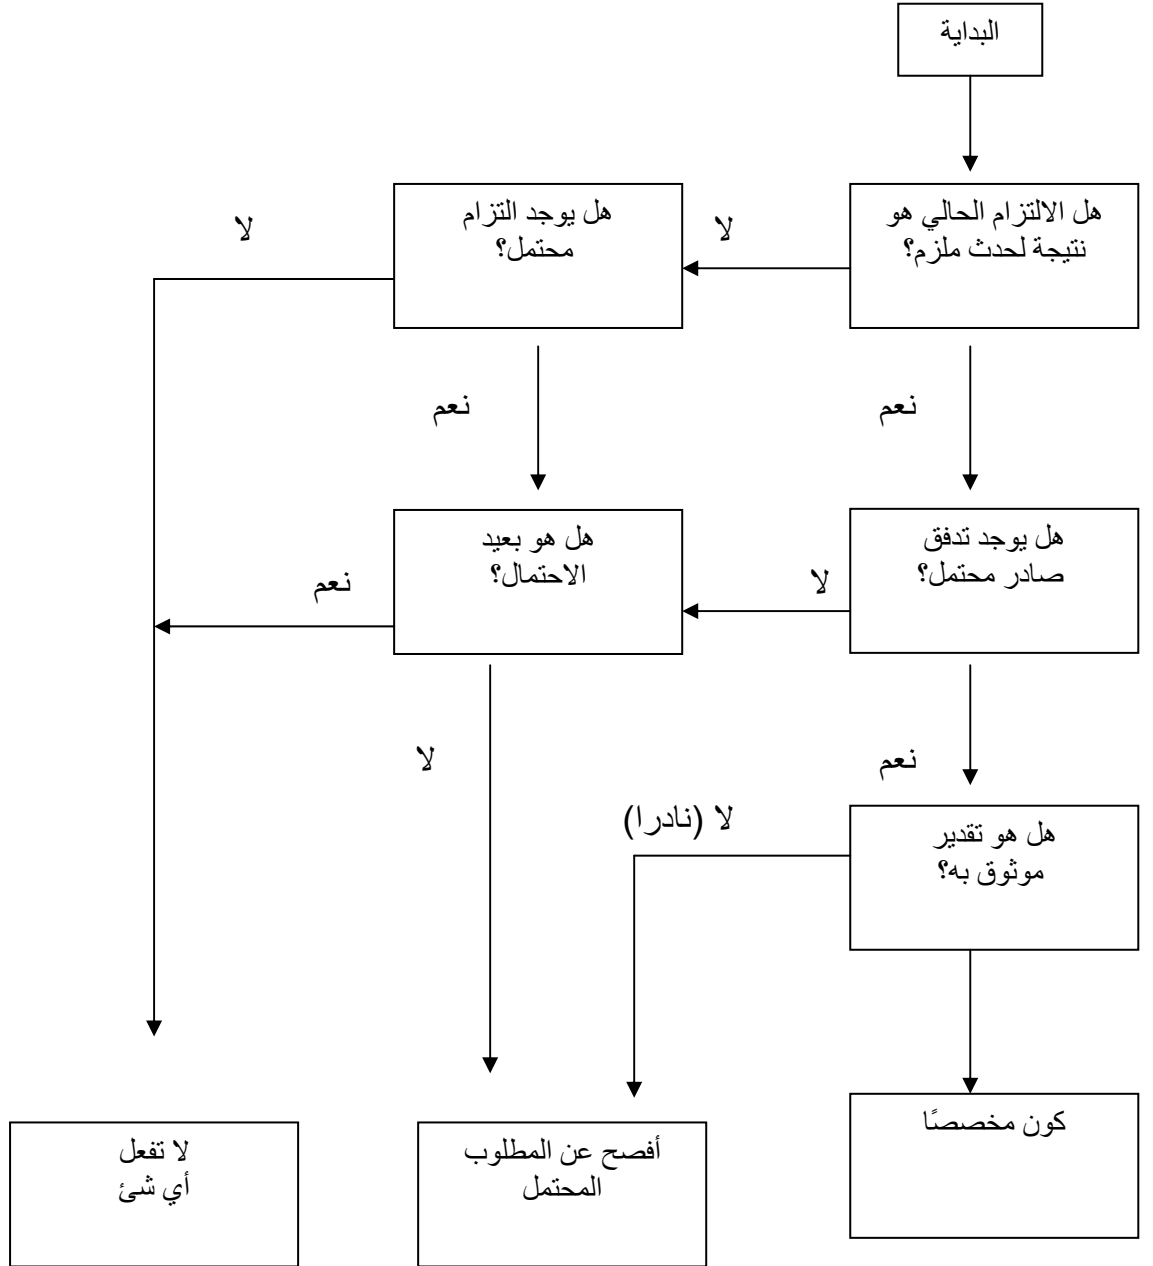 البداية
هل الالتزام الحالي هو
نتيجة لحدث ملزم؟
لا
هل يوجد التزام
محتمل؟
لا
نعم
نعم
هل يوجد تدفق
صادر محتمل؟
لا
هل هو بعيد
الاحتمال؟
نعم
نعم
لا
هل هو تقدير
موثوق به؟
لا (نادرا)
كون مخصصًا
أفصح عن المطلوب
المحتمل
لا تفعل
أي شئ